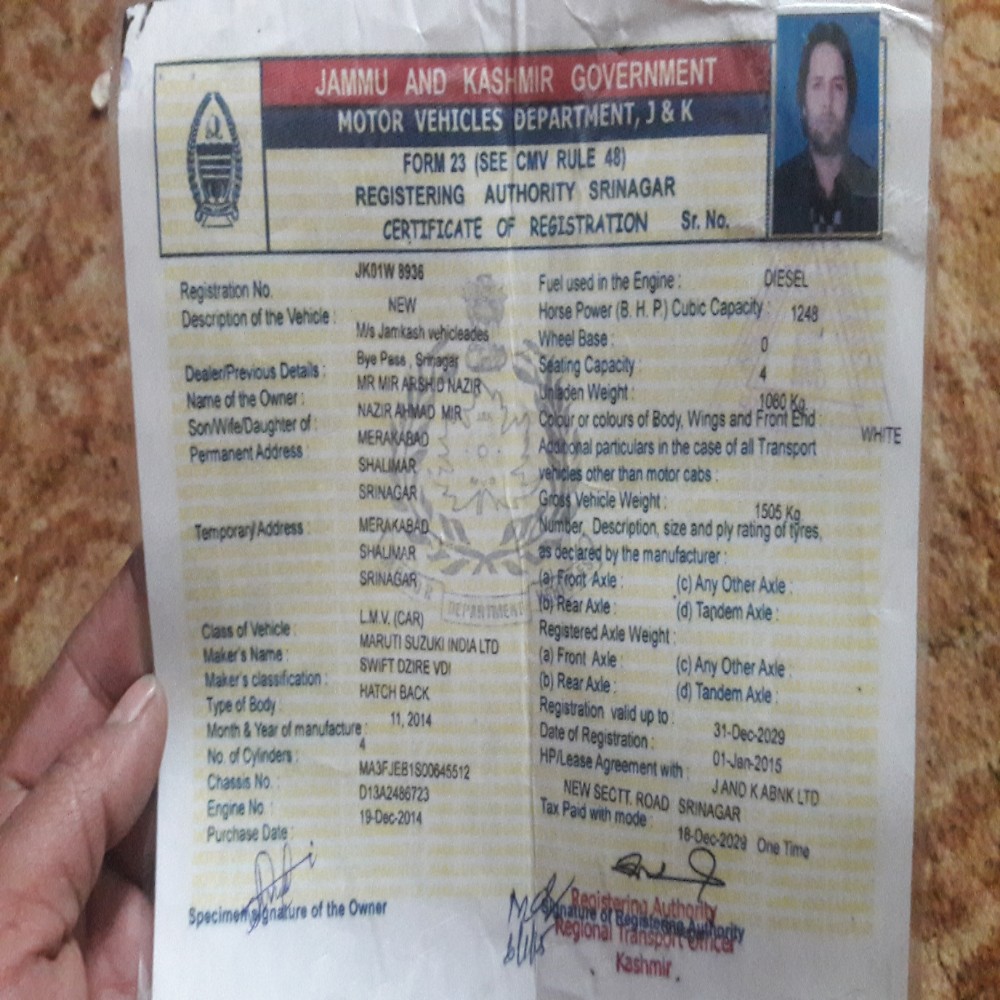 JAMMU AND KASHMIR GOVERNMENT
MOTOR VEHICLES DEPARTMENT, J & K
FORM 23 (SEE CMV RULE 48)
REGISTERING AUTHORITY SRINAGAR
CERTIFICATE OF REGISTRATION Sr. No.
Registration No. JK01W 8936
Description of the Vehicle : NEW
M/s Jamkash vehicleades
Dealer/Previous Details : Bye Pass , Srinagar
Name of the Owner : MR MIR ARSHID NAZIR
Son/Wife/Daughter of : NAZIR AHMAD MIR
Permanent Address : MERAKABAD
SHALIMAR
SRINAGAR
Temporary/Address : MERAKABAD
SHALIMAR
SRINAGAR
Class of Vehicle : L.M.V. (CAR)
Maker's Name : MARUTI SUZUKI INDIA LTD
Maker's classification : SWIFT DZIRE VDI
Type of Body : HATCH BACK
Month & Year of manufacture : 11, 2014
No. of Cylinders : 4
Chassis No. : MA3FJEB1S00645512
Engine No. : D13A2486723
Purchase Date : 19-Dec-2014
Specimen signature of the Owner
Fuel used in the Engine : DIESEL
Horse Power (B. H. P.) Cubic Capacity : 1248
Wheel Base : 0
Seating Capacity : 4
Unladen Weight : 1080 Kg
Colour or colours of Body, Wings and Front End WHITE
Additional particulars in the case of all Transport
vehicles other than motor cabs :
Gross Vehicle Weight : 1505 Kg
Number, Description, size and ply rating of tyres,
as declared by the manufacturer :
(a) Front Axle : (c) Any Other Axle :
(b) Rear Axle : (d) Tandem Axle :
Registered Axle Weight :
(a) Front Axle : (c) Any Other Axle :
(b) Rear Axle : (d) Tandem Axle :
Registration valid up to : 31-Dec-2029
Date of Registration : 01-Jan-2015
HP/Lease Agreement with : J AND K ABNK LTD
NEW SECTT. ROAD SRINAGAR
Tax Paid with mode : 18-Dec-2029 One Time
Signature of Registering Authority
Registering Authority
Regional Transport Officer
Kashmir.
DEPARTMENT